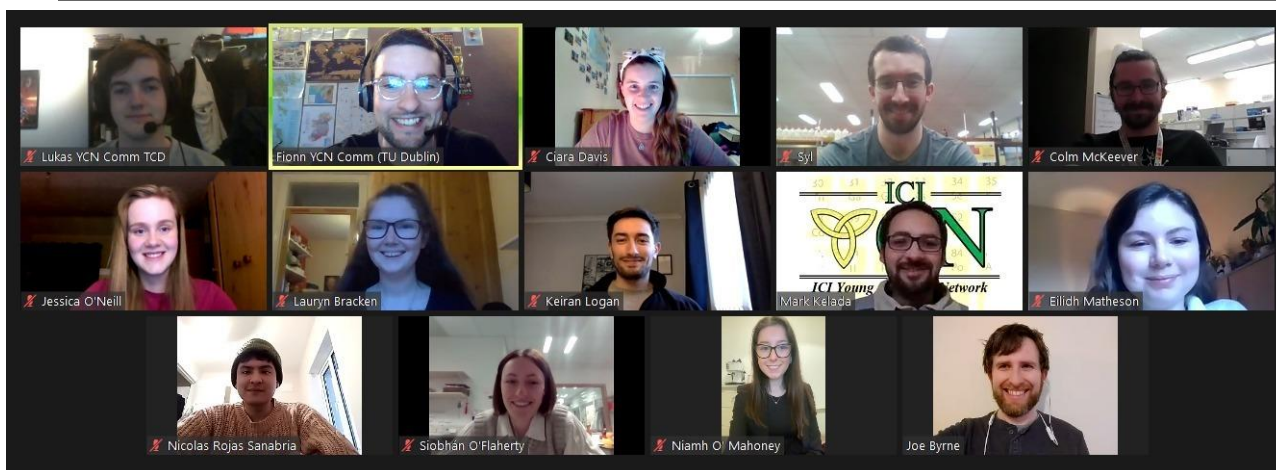 Lukas YCN Comm TCD
Fionn YCN Comm (TU Dublin)
Ciara Davis
Syl
Colm McKeever
Jessica O'Neill
Lauryn Bracken
Keiran Logan
ICI
ICI Young
Network
Mark Kelada
Eilidh Matheson
Nicolas Rojas Sanabria
Siobhán O'Flaherty
Niamh O' Mahoney
Joe Byrne